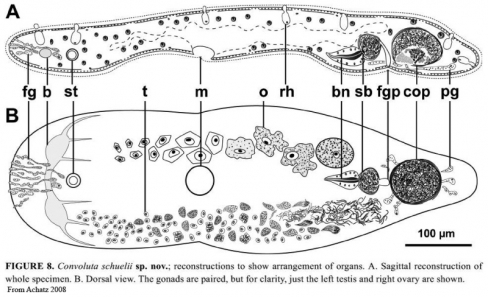 A
fg b st t m o rh bn sb fgp cop pg
B
100 µm
FIGURE 8. Convoluta schuelii sp. nov.; reconstructions to show arrangement of organs. A. Sagittal reconstruction of
whole specimen. B. Dorsal view. The gonads are paired, but for clarity, just the left testis and right ovary are shown.
From Achatz 2008